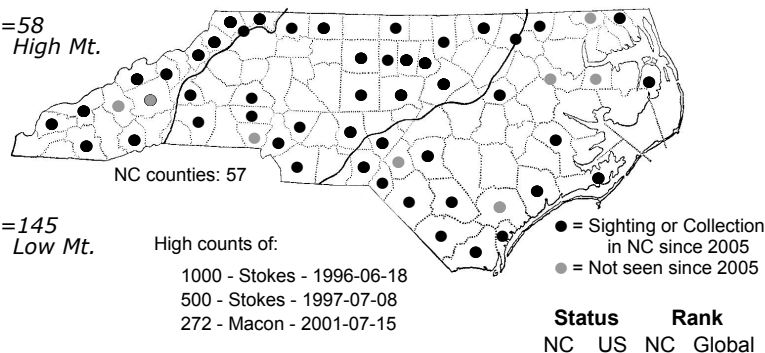 =58
High Mt.
NC counties: 57
=145
Low Mt.
High counts of:
1000 - Stokes - 1996-06-18
500 - Stokes - 1997-07-08
272 - Macon - 2001-07-15
● = Sighting or Collection
in NC since 2005
● = Not seen since 2005
Status Rank
NC US NC Global